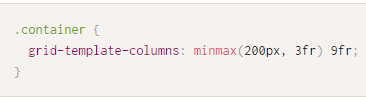 .container {
  grid-template-columns: minmax(200px, 3fr) 9fr;
}